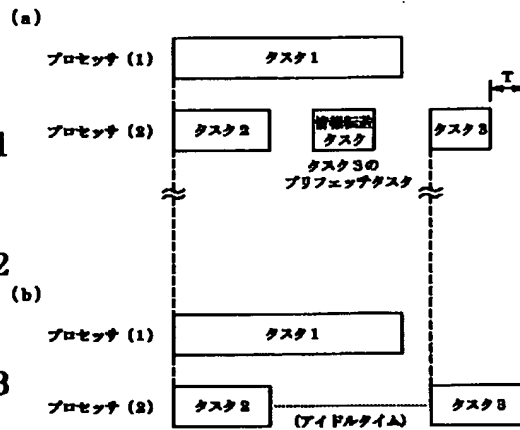 (a)
プロセッサ (1)
タスク1
T
プロセッサ (2)
タスク2
情報転送
タスク
タスク3
タスク3の
プリフェッチタスク
1
2
(b)
プロセッサ (1)
タスク1
3
プロセッサ (2)
タスク2
(アイドルタイム)
タスク3